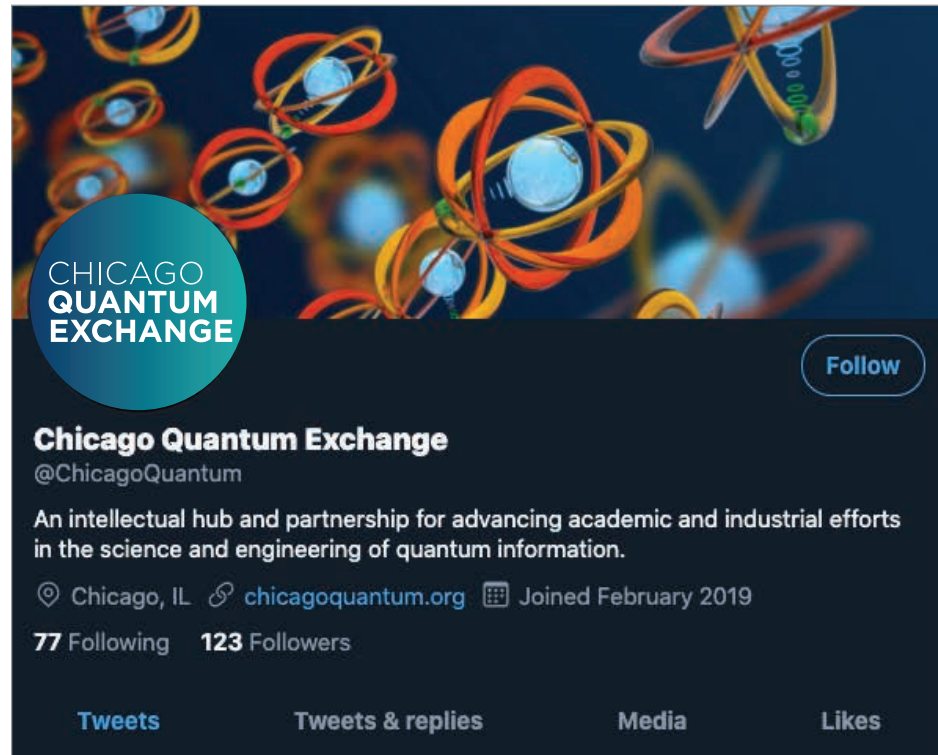 CHICAGO
QUANTUM
EXCHANGE
Follow
Chicago Quantum Exchange
@ChicagoQuantum
An intellectual hub and partnership for advancing academic and industrial efforts
in the science and engineering of quantum information.
Chicago, IL chicagoquantum.org Joined February 2019
77 Following 123 Followers
Tweets Tweets & replies Media Likes